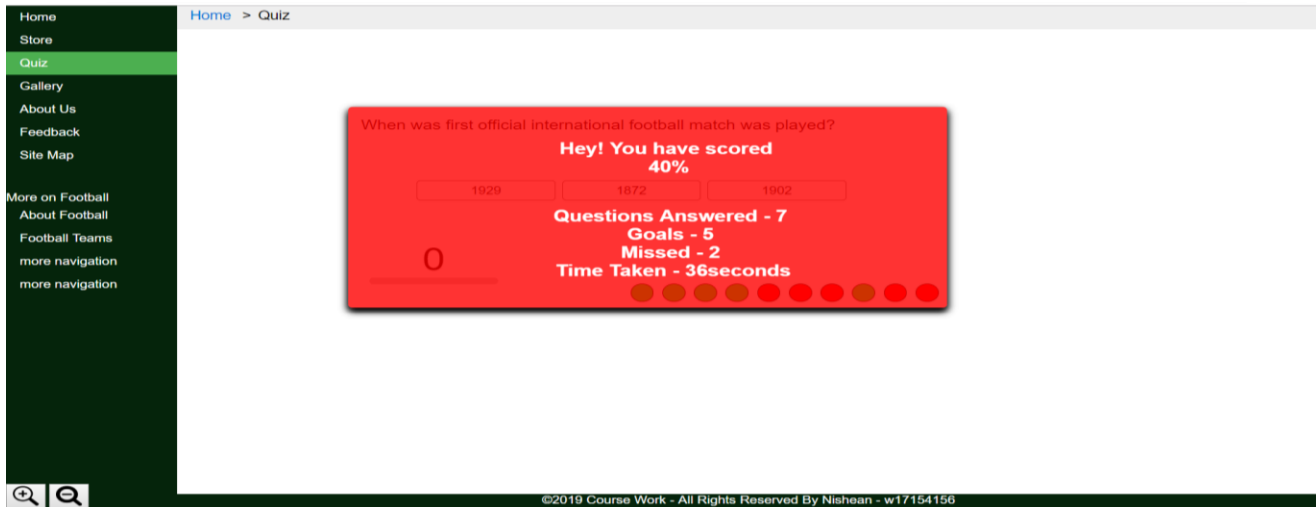 Home
Store
Quiz
Gallery
About Us
Feedback
Site Map
More on Football
About Football
Football Teams
more navigation
more navigation
Home > Quiz
When was first official international football match was played?
Hey! You have scored
40%
1929 1872 1902
Questions Answered - 7
Goals - 5
Missed - 2
Time Taken - 36seconds
0
©2019 Course Work - All Rights Reserved By Nishean - w17154156